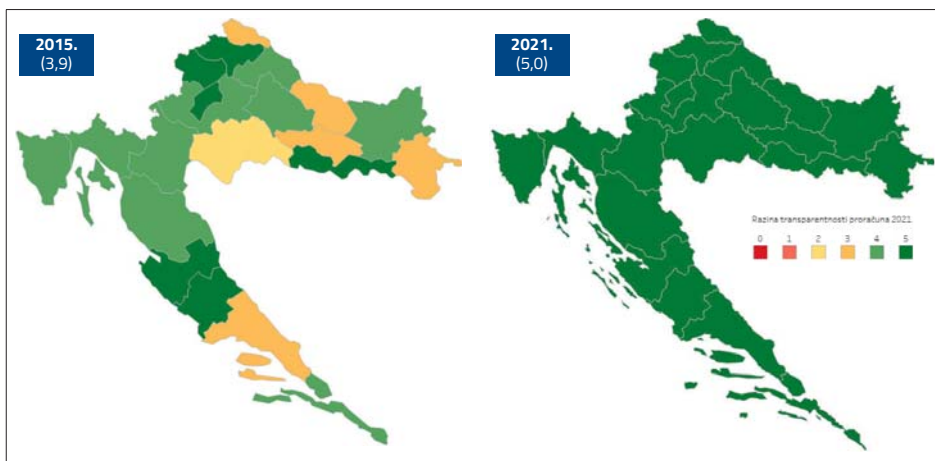 2015.
(3,9)
2021.
(5,0)
Razina transparentnosti proračuna 2021.
0 1 2 3 4 5